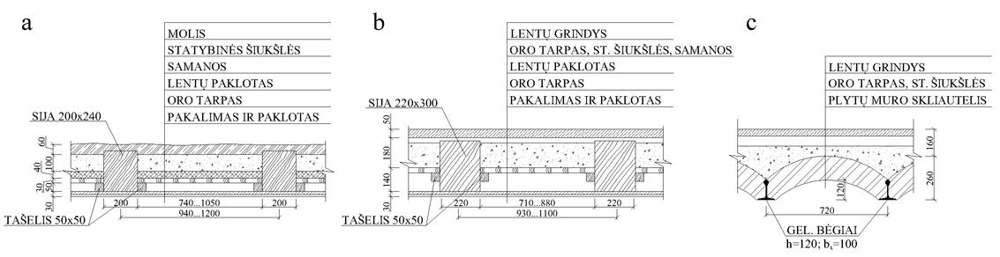 a
MOLIS
STATYBINĖS ŠIUKŠLĖS
SAMANOS
LENTŲ PAKLOTAS
ORO TARPAS
PAKALIMAS IR PAKLOTAS
SIJA 200x240
60
100
40
50
30
30
200
740...1050
200
940...1200
TAŠELIS 50x50
b
LENTŲ GRINDYS
ORO TARPAS, ST. ŠIUKŠLĖS, SAMANOS
LENTŲ PAKLOTAS
ORO TARPAS
PAKALIMAS IR PAKLOTAS
SIJA 220x300
50
180
140
30
220
710...880
220
930...1100
TAŠELIS 50x50
c
LENTŲ GRINDYS
ORO TARPAS, ST. ŠIUKŠLĖS
PLYTŲ MURO SKLIAUTELIS
160
260
120
720
GEL. BĖGIAI